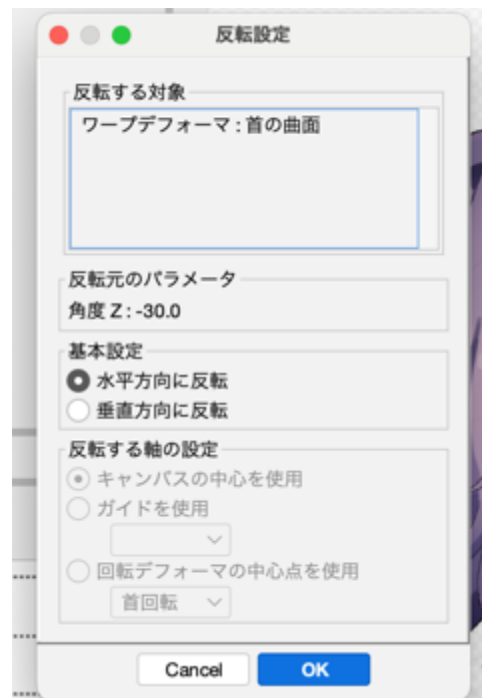 反転設定
反転する対象
ワープデフォーマ : 首の曲面
反転元のパラメータ
角度 Z : -30.0
基本設定
水平方向に反転
垂直方向に反転
反転する軸の設定
キャンバスの中心を使用
ガイドを使用
回転デフォーマの中心点を使用
首回転
Cancel
OK